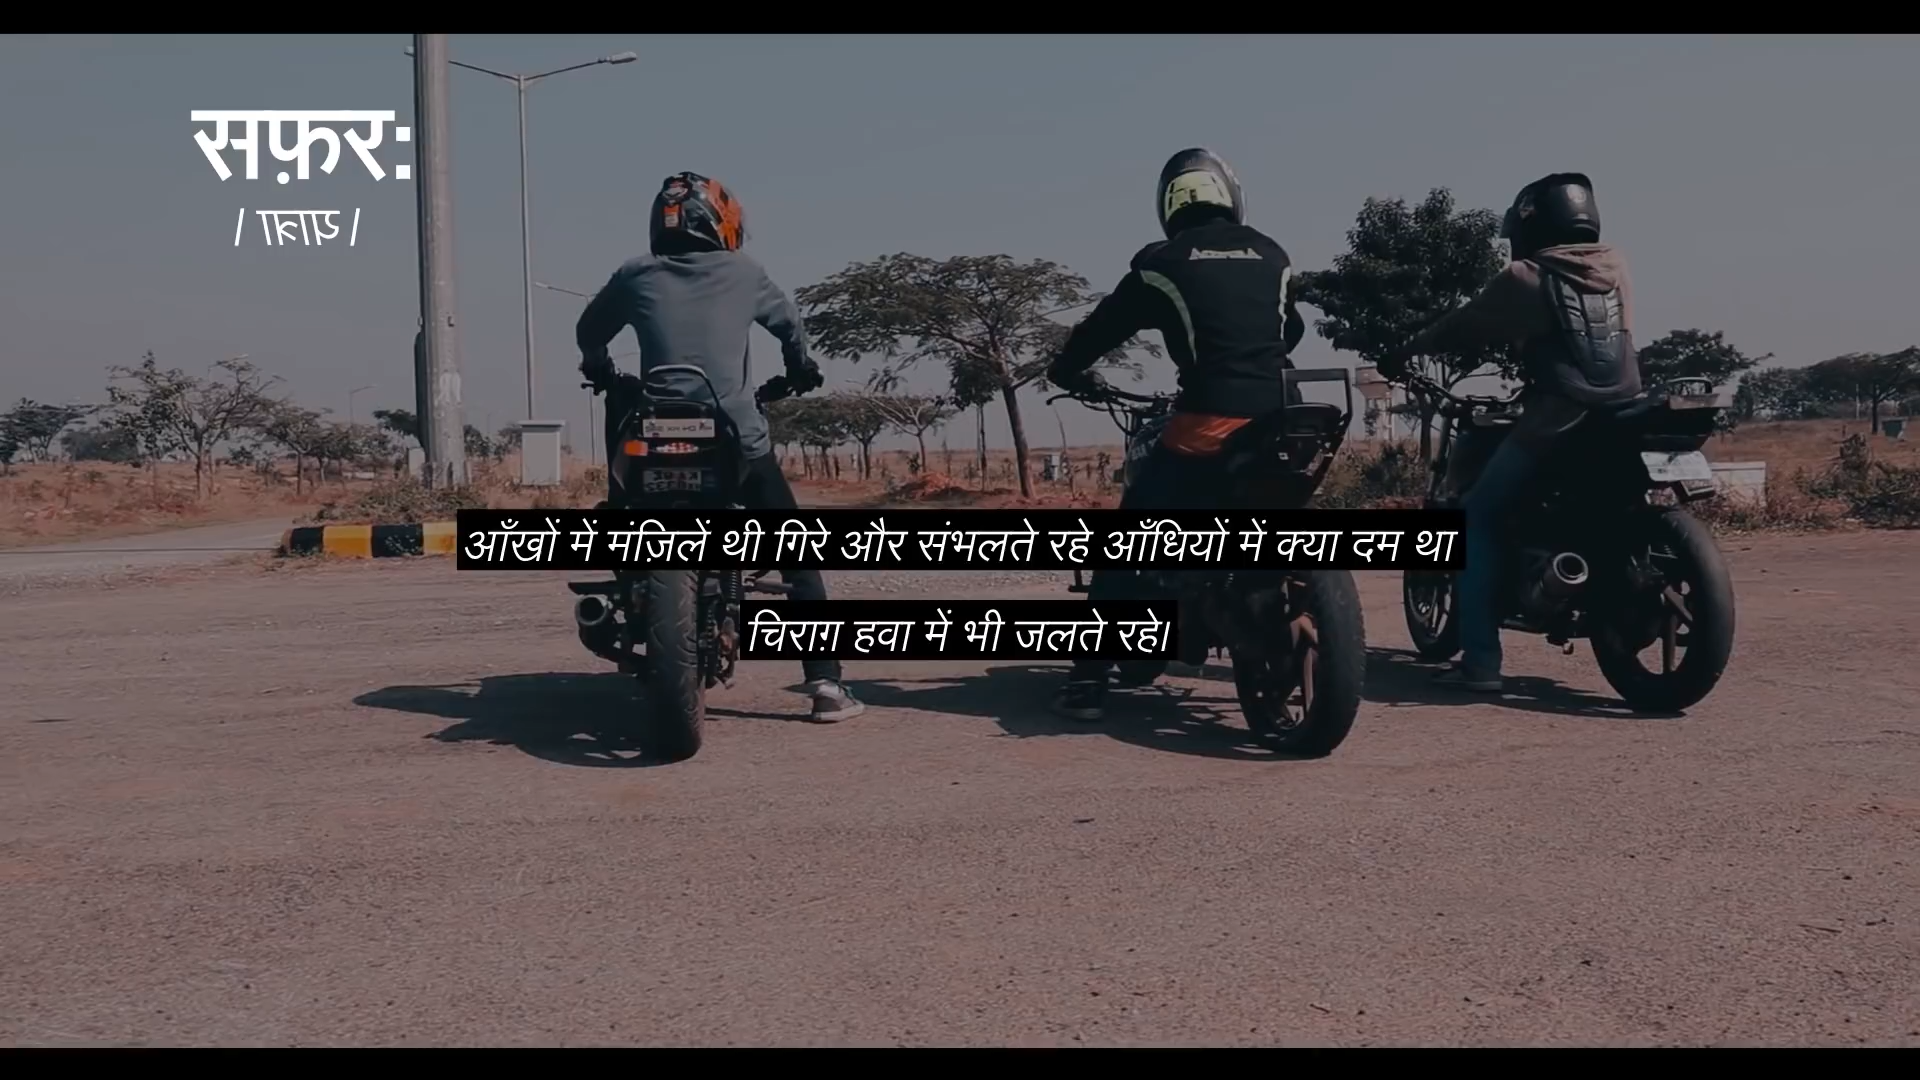 सफ़र:
/ यात्रा /
आँखों में मंज़िलें थी गिरे और संभलते रहे आँधियों में क्या दम था
चिराग़ हवा में भी जलते रहे।